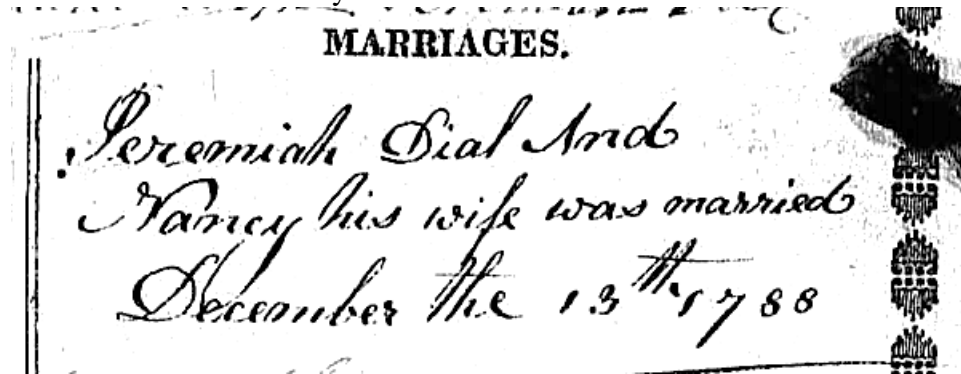 MARRIAGES.
Jeremiah Dial And
Nancy his wife was married
December the 13th 1788